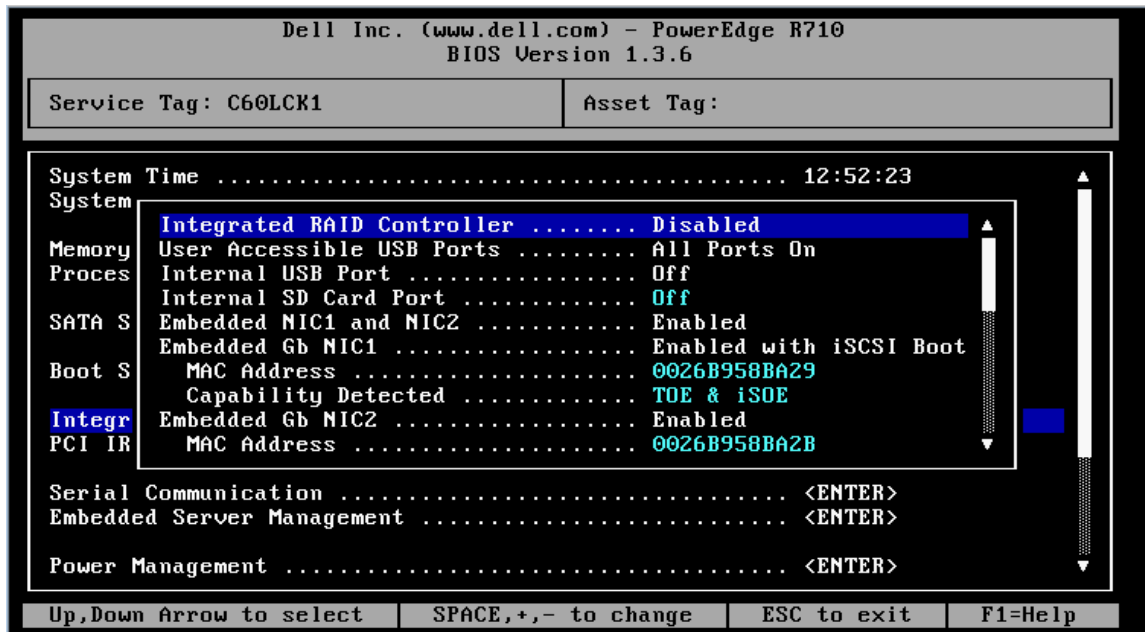 Dell Inc. (www.dell.com) - PowerEdge R710
BIOS Version 1.3.6
Service Tag: C60LCK1 Asset Tag:
System Time .......................................... 12:52:23
System
Integrated RAID Controller ........ Disabled
Memory User Accessible USB Ports ......... All Ports On
Proces Internal USB Port ................. Off
Internal SD Card Port ............. Off
SATA S Embedded NIC1 and NIC2 ............ Enabled
Embedded Gb NIC1 .................. Enabled with iSCSI Boot
Boot S MAC Address ..................... 0026B958BA29
Capability Detected ............. TOE & iSOE
Integr Embedded Gb NIC2 .................. Enabled
PCI IR MAC Address ..................... 0026B958BA2B
Serial Communication ................................. <ENTER>
Embedded Server Management ........................... <ENTER>
Power Management ..................................... <ENTER>
Up,Down Arrow to select SPACE,+,- to change ESC to exit F1=Help